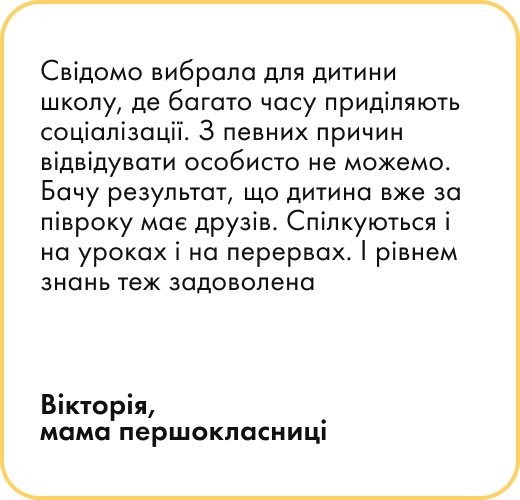 Свідомо вибрала для дитини
школу, де багато часу приділяють
соціалізації. З певних причин
відвідувати особисто не можемо.
Бачу результат, що дитина вже за
півроку має друзів. Спілкуються і
на уроках і на перервах. І рівнем
знань теж задоволена
Вікторія,
мама першокласниці